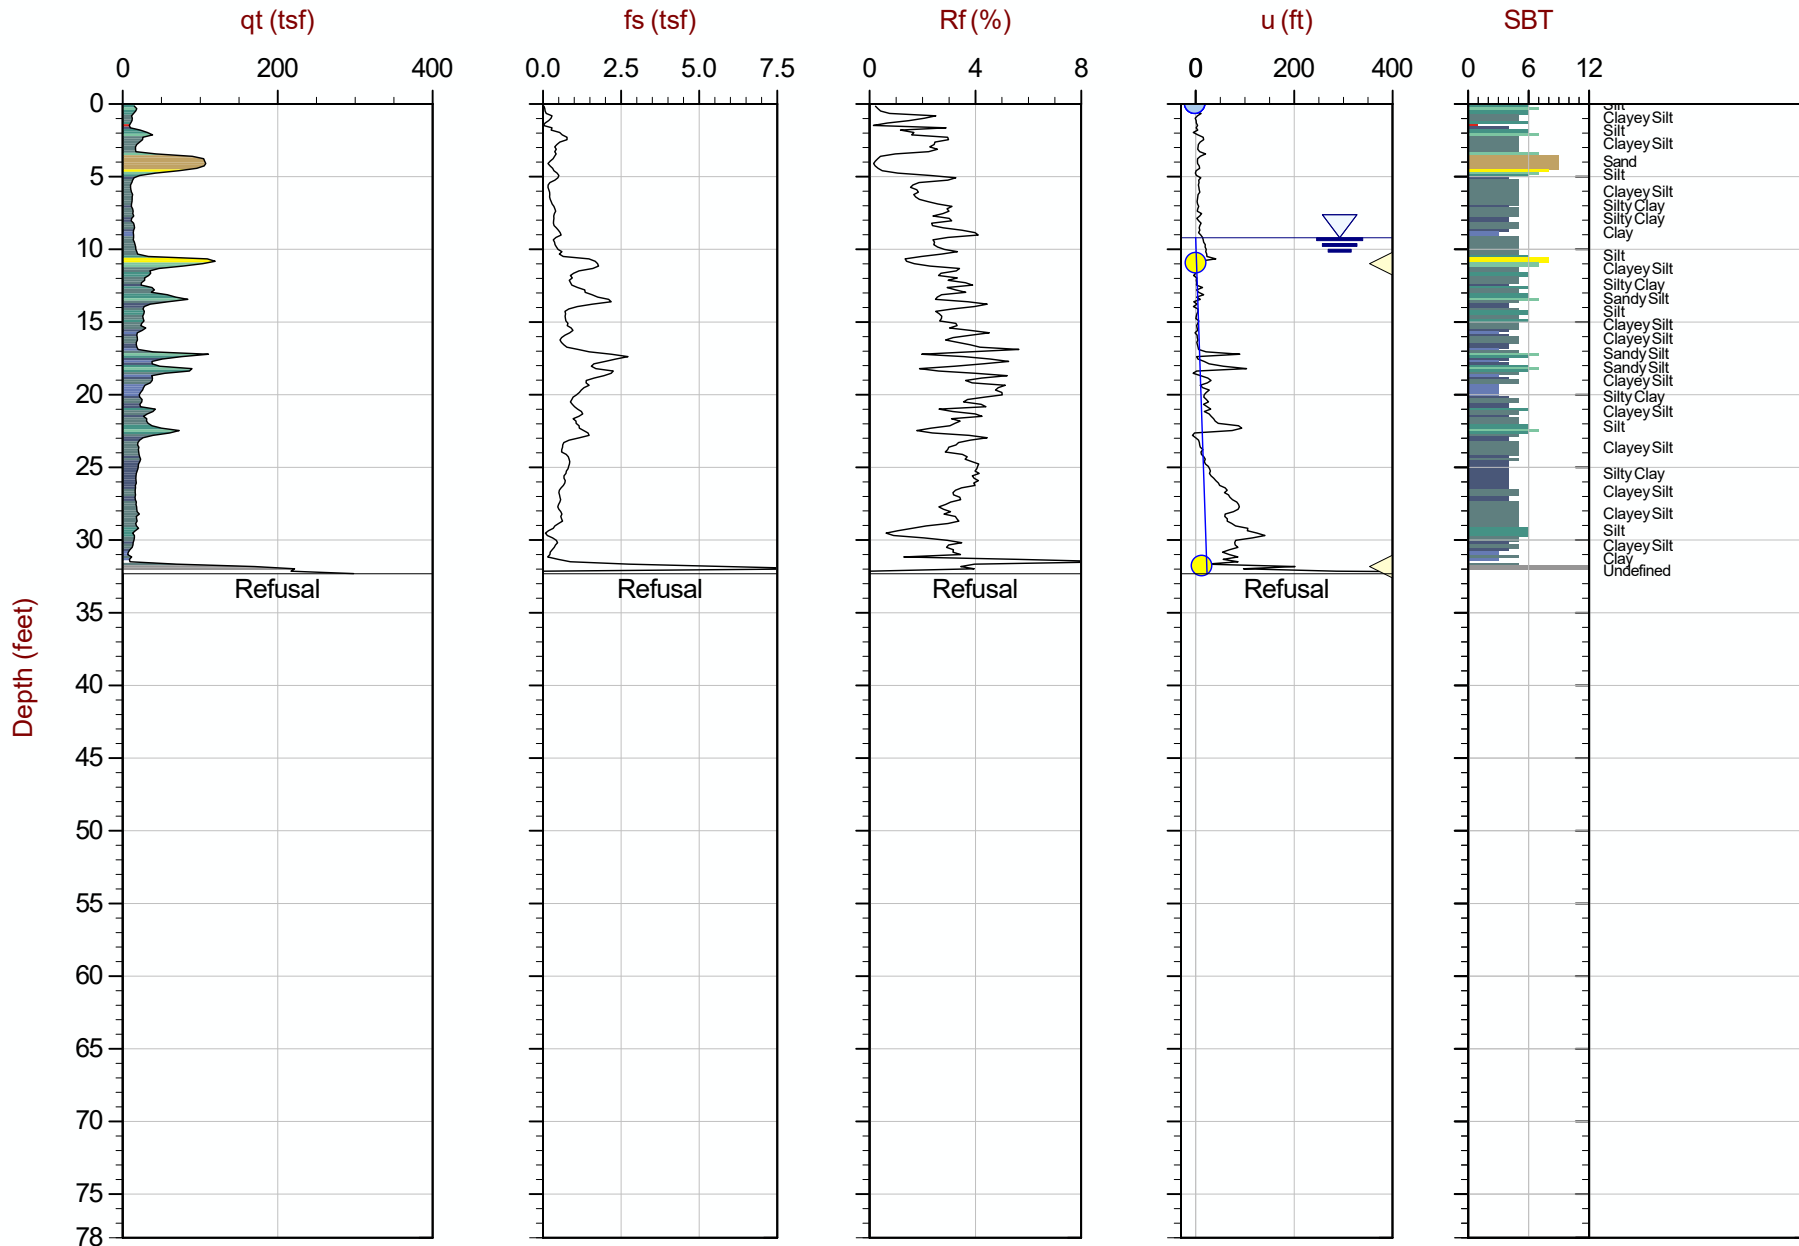 qt (tsf) fs (tsf) Rf (%) u (ft) SBT
0 200 400 0.0 2.5 5.0 7.5 0 4 8 0 200 400 0 6 12
0
Silt
Clayey Silt
Silt
Clayey Silt
Sand
5
Silt
Clayey Silt
Silty Clay
Silty Clay
Clay
10
Silt
Clayey Silt
Silty Clay
Sandy Silt
Silt
15
Clayey Silt
Clayey Silt
Sandy Silt
Sandy Silt
Clayey Silt
20
Silty Clay
Clayey Silt
Silt
Clayey Silt
25
Silty Clay
Clayey Silt
Clayey Silt
Silt
30
Clayey Silt
Clay
Undefined
Refusal Refusal Refusal Refusal
35
Depth (feet)
40
45
50
55
60
65
70
75
78